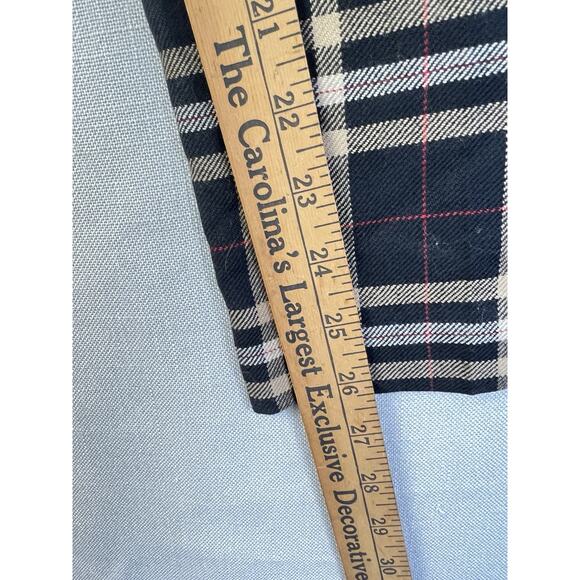 The Carolina's Largest Exclusive Decorative
21 22 23 24 25 26 27 28 29 30